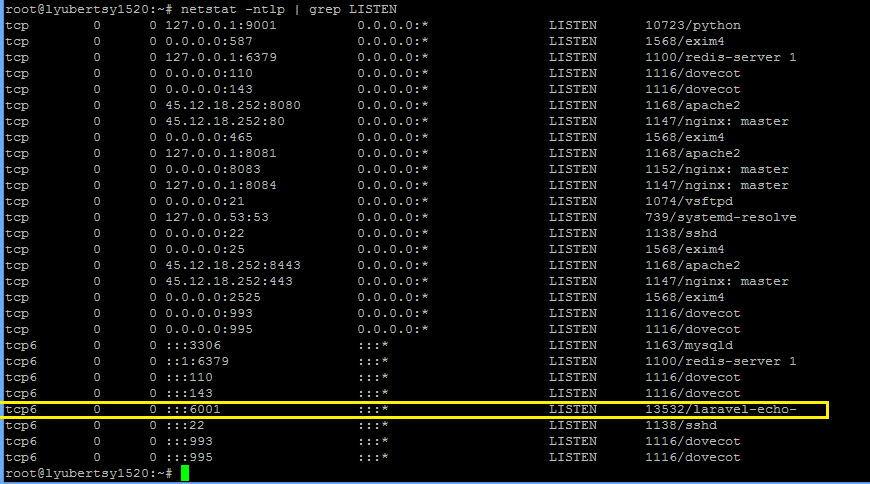 root@lyubertsy1520:~# netstat -ntlp | grep LISTEN
tcp 0 0 127.0.0.1:9001 0.0.0.0:* LISTEN 10723/python
tcp 0 0 0.0.0.0:587 0.0.0.0:* LISTEN 1568/exim4
tcp 0 0 127.0.0.1:6379 0.0.0.0:* LISTEN 1100/redis-server 1
tcp 0 0 0.0.0.0:110 0.0.0.0:* LISTEN 1116/dovecot
tcp 0 0 0.0.0.0:143 0.0.0.0:* LISTEN 1116/dovecot
tcp 0 0 45.12.18.252:8080 0.0.0.0:* LISTEN 1168/apache2
tcp 0 0 45.12.18.252:80 0.0.0.0:* LISTEN 1147/nginx: master
tcp 0 0 0.0.0.0:465 0.0.0.0:* LISTEN 1568/exim4
tcp 0 0 127.0.0.1:8081 0.0.0.0:* LISTEN 1168/apache2
tcp 0 0 0.0.0.0:8083 0.0.0.0:* LISTEN 1152/nginx: master
tcp 0 0 127.0.0.1:8084 0.0.0.0:* LISTEN 1147/nginx: master
tcp 0 0 0.0.0.0:21 0.0.0.0:* LISTEN 1074/vsftpd
tcp 0 0 127.0.0.53:53 0.0.0.0:* LISTEN 739/systemd-resolve
tcp 0 0 0.0.0.0:22 0.0.0.0:* LISTEN 1138/sshd
tcp 0 0 0.0.0.0:25 0.0.0.0:* LISTEN 1568/exim4
tcp 0 0 45.12.18.252:8443 0.0.0.0:* LISTEN 1168/apache2
tcp 0 0 45.12.18.252:443 0.0.0.0:* LISTEN 1147/nginx: master
tcp 0 0 0.0.0.0:2525 0.0.0.0:* LISTEN 1568/exim4
tcp 0 0 0.0.0.0:993 0.0.0.0:* LISTEN 1116/dovecot
tcp 0 0 0.0.0.0:995 0.0.0.0:* LISTEN 1116/dovecot
tcp6 0 0 :::3306 :::* LISTEN 1163/mysqld
tcp6 0 0 ::1:6379 :::* LISTEN 1100/redis-server 1
tcp6 0 0 :::110 :::* LISTEN 1116/dovecot
tcp6 0 0 :::143 :::* LISTEN 1116/dovecot
tcp6 0 0 :::6001 :::* LISTEN 13532/laravel-echo-
tcp6 0 0 :::22 :::* LISTEN 1138/sshd
tcp6 0 0 :::993 :::* LISTEN 1116/dovecot
tcp6 0 0 :::995 :::* LISTEN 1116/dovecot
root@lyubertsy1520:~#